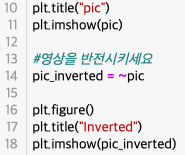 10 plt.title("pic")
11 plt.imshow(pic)
12
13 #영상을 반전시키세요
14 pic_inverted = ~pic
15
16 plt.figure()
17 plt.title("Inverted")
18 plt.imshow(pic_inverted)